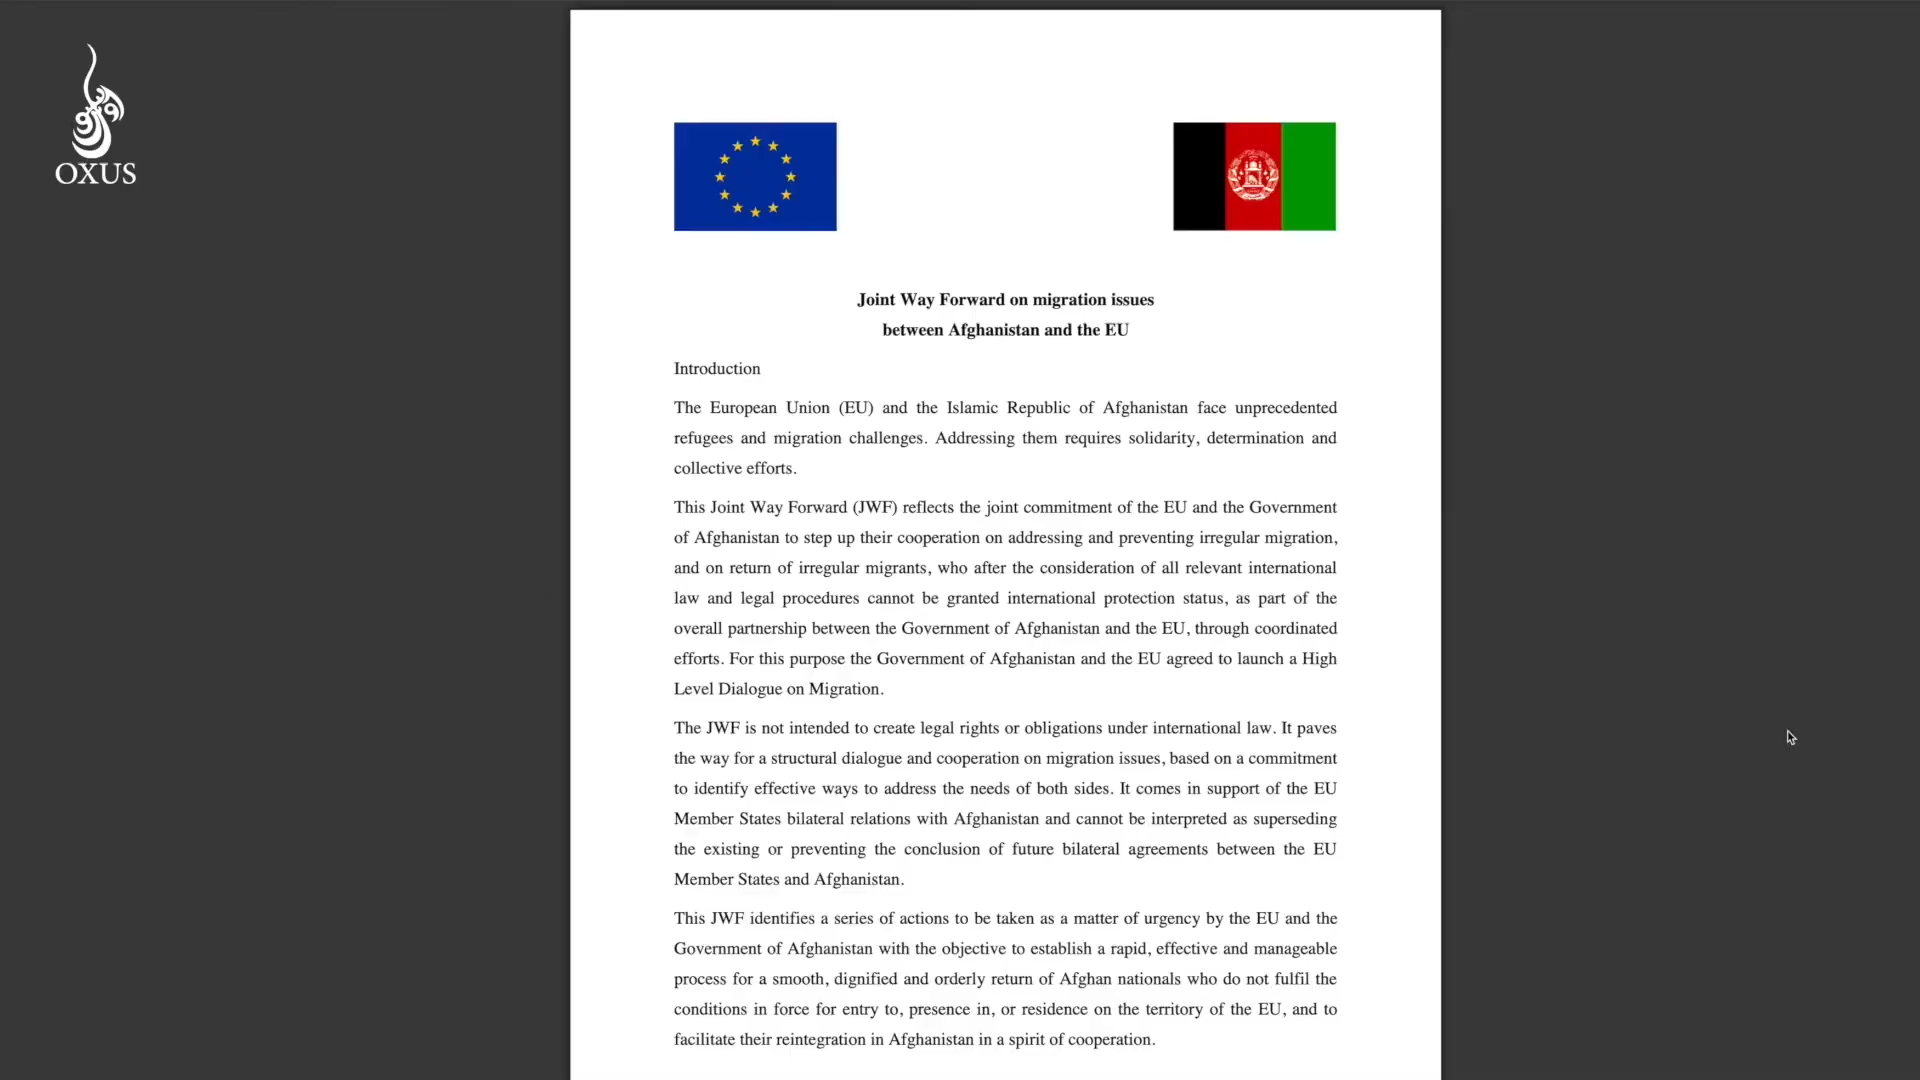 OXUS
Joint Way Forward on migration issues
between Afghanistan and the EU
Introduction
The European Union (EU) and the Islamic Republic of Afghanistan face unprecedented
refugees and migration challenges. Addressing them requires solidarity, determination and
collective efforts.
This Joint Way Forward (JWF) reflects the joint commitment of the EU and the Government
of Afghanistan to step up their cooperation on addressing and preventing irregular migration,
and on return of irregular migrants, who after the consideration of all relevant international
law and legal procedures cannot be granted international protection status, as part of the
overall partnership between the Government of Afghanistan and the EU, through coordinated
efforts. For this purpose the Government of Afghanistan and the EU agreed to launch a High
Level Dialogue on Migration.
The JWF is not intended to create legal rights or obligations under international law. It paves
the way for a structural dialogue and cooperation on migration issues, based on a commitment
to identify effective ways to address the needs of both sides. It comes in support of the EU
Member States bilateral relations with Afghanistan and cannot be interpreted as superseding
the existing or preventing the conclusion of future bilateral agreements between the EU
Member States and Afghanistan.
This JWF identifies a series of actions to be taken as a matter of urgency by the EU and the
Government of Afghanistan with the objective to establish a rapid, effective and manageable
process for a smooth, dignified and orderly return of Afghan nationals who do not fulfil the
conditions in force for entry to, presence in, or residence on the territory of the EU, and to
facilitate their reintegration in Afghanistan in a spirit of cooperation.